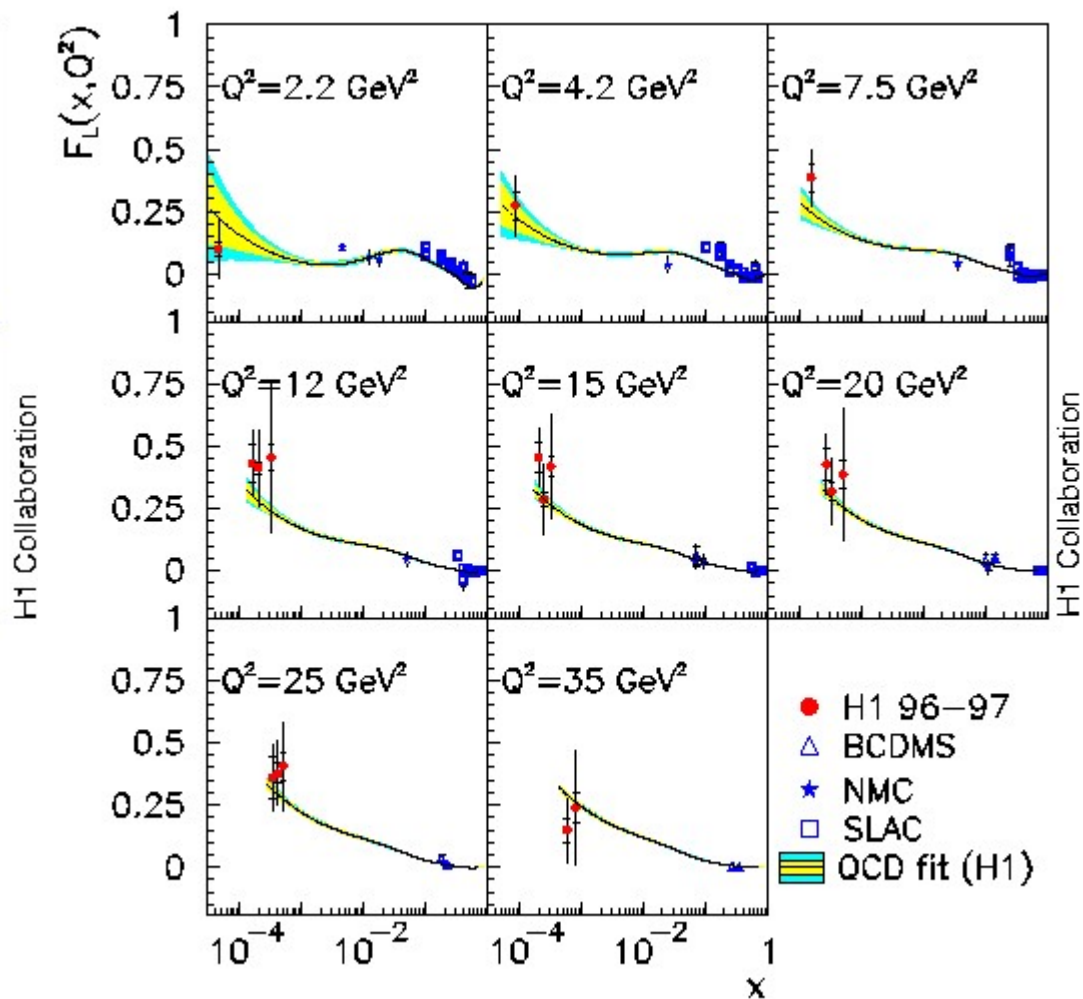 F_L(x,Q²)
1
0.75
0.5
0.25
0
Q²=2.2 GeV²
Q²=4.2 GeV²
Q²=7.5 GeV²
1
0.75
0.5
0.25
0
Q²=12 GeV²
Q²=15 GeV²
Q²=20 GeV²
1
0.75
0.5
0.25
0
Q²=25 GeV²
Q²=35 GeV²
H1 96−97
BCDMS
NMC
SLAC
QCD fit (H1)
10⁻⁴ 10⁻² 10⁻⁴ 10⁻² 1
x
H1 Collaboration
H1 Collaboration